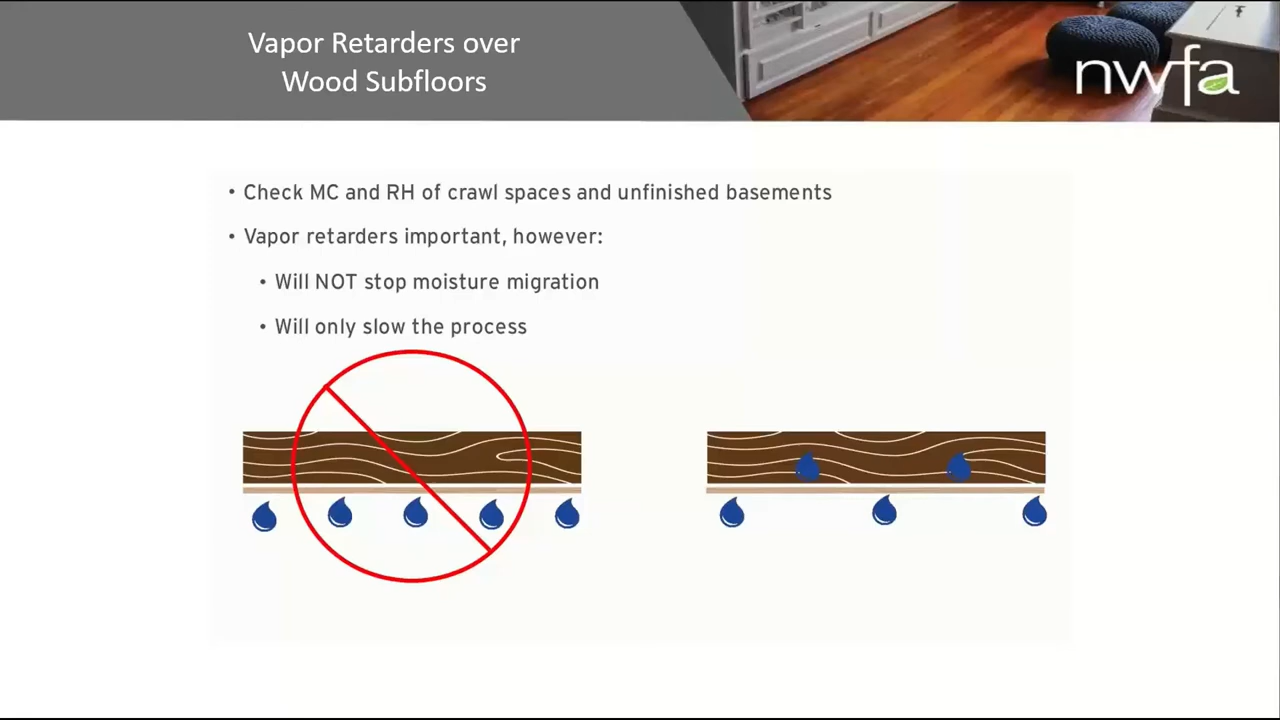 Vapor Retarders over
Wood Subfloors
nwfa
• Check MC and RH of crawl spaces and unfinished basements
• Vapor retarders important, however:
• Will NOT stop moisture migration
• Will only slow the process